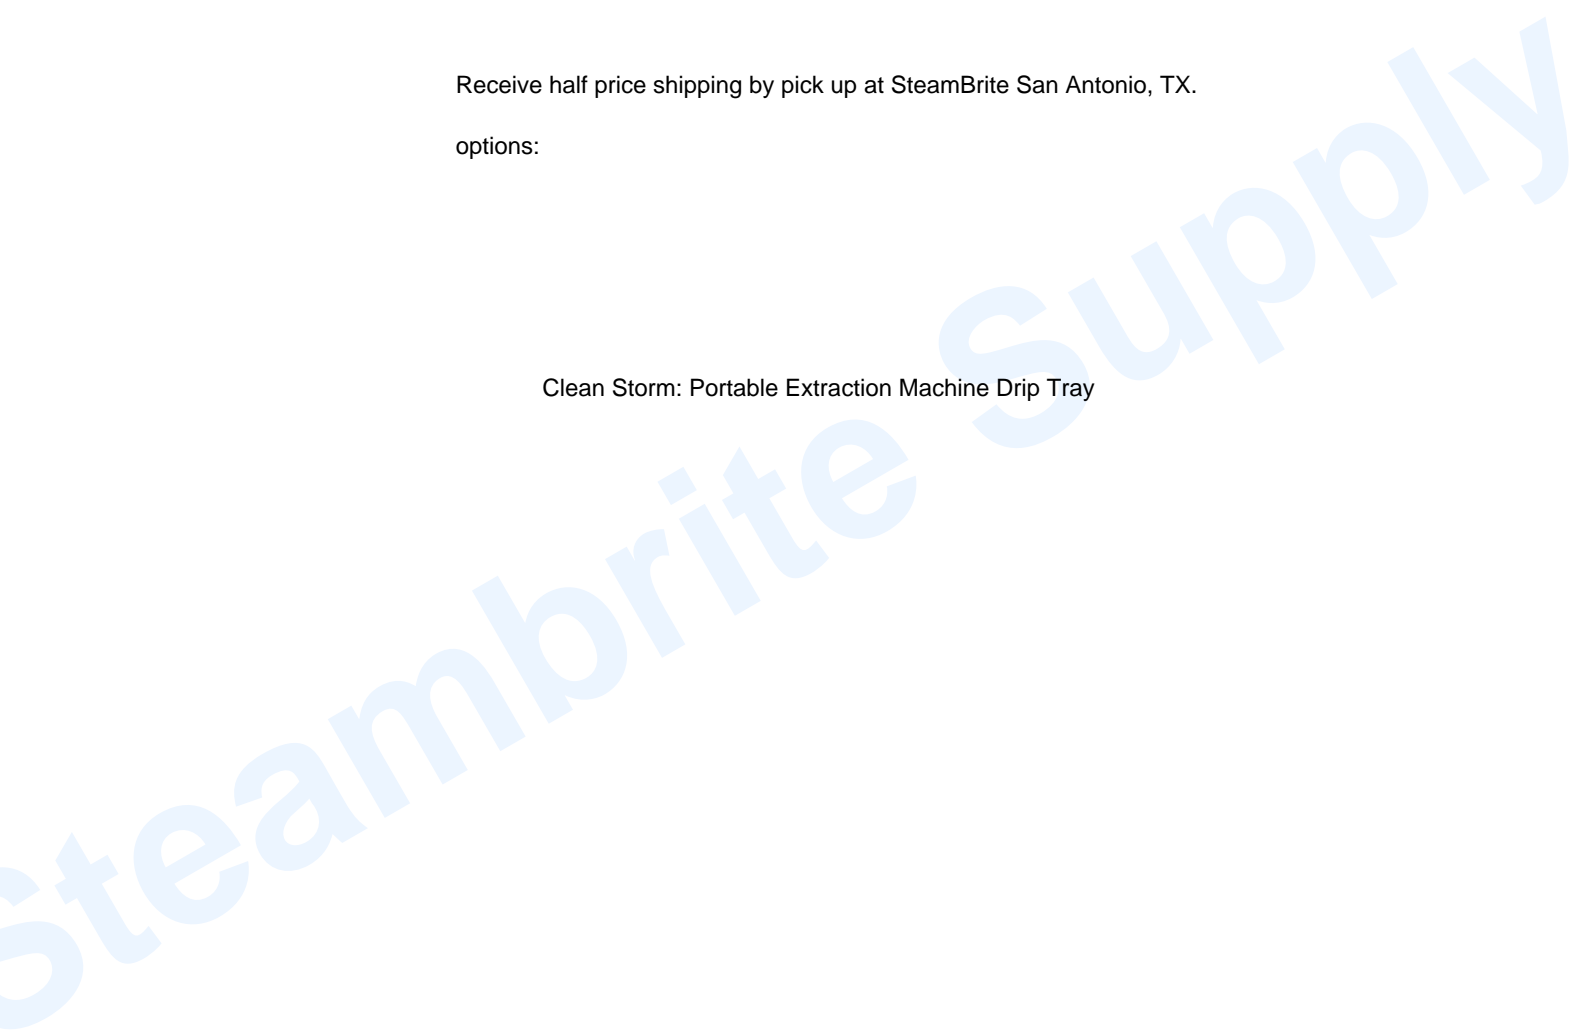 Receive half price shipping by pick up at SteamBrite San Antonio, TX.
options:
Clean Storm: Portable Extraction Machine Drip Tray
Steambrite Supply